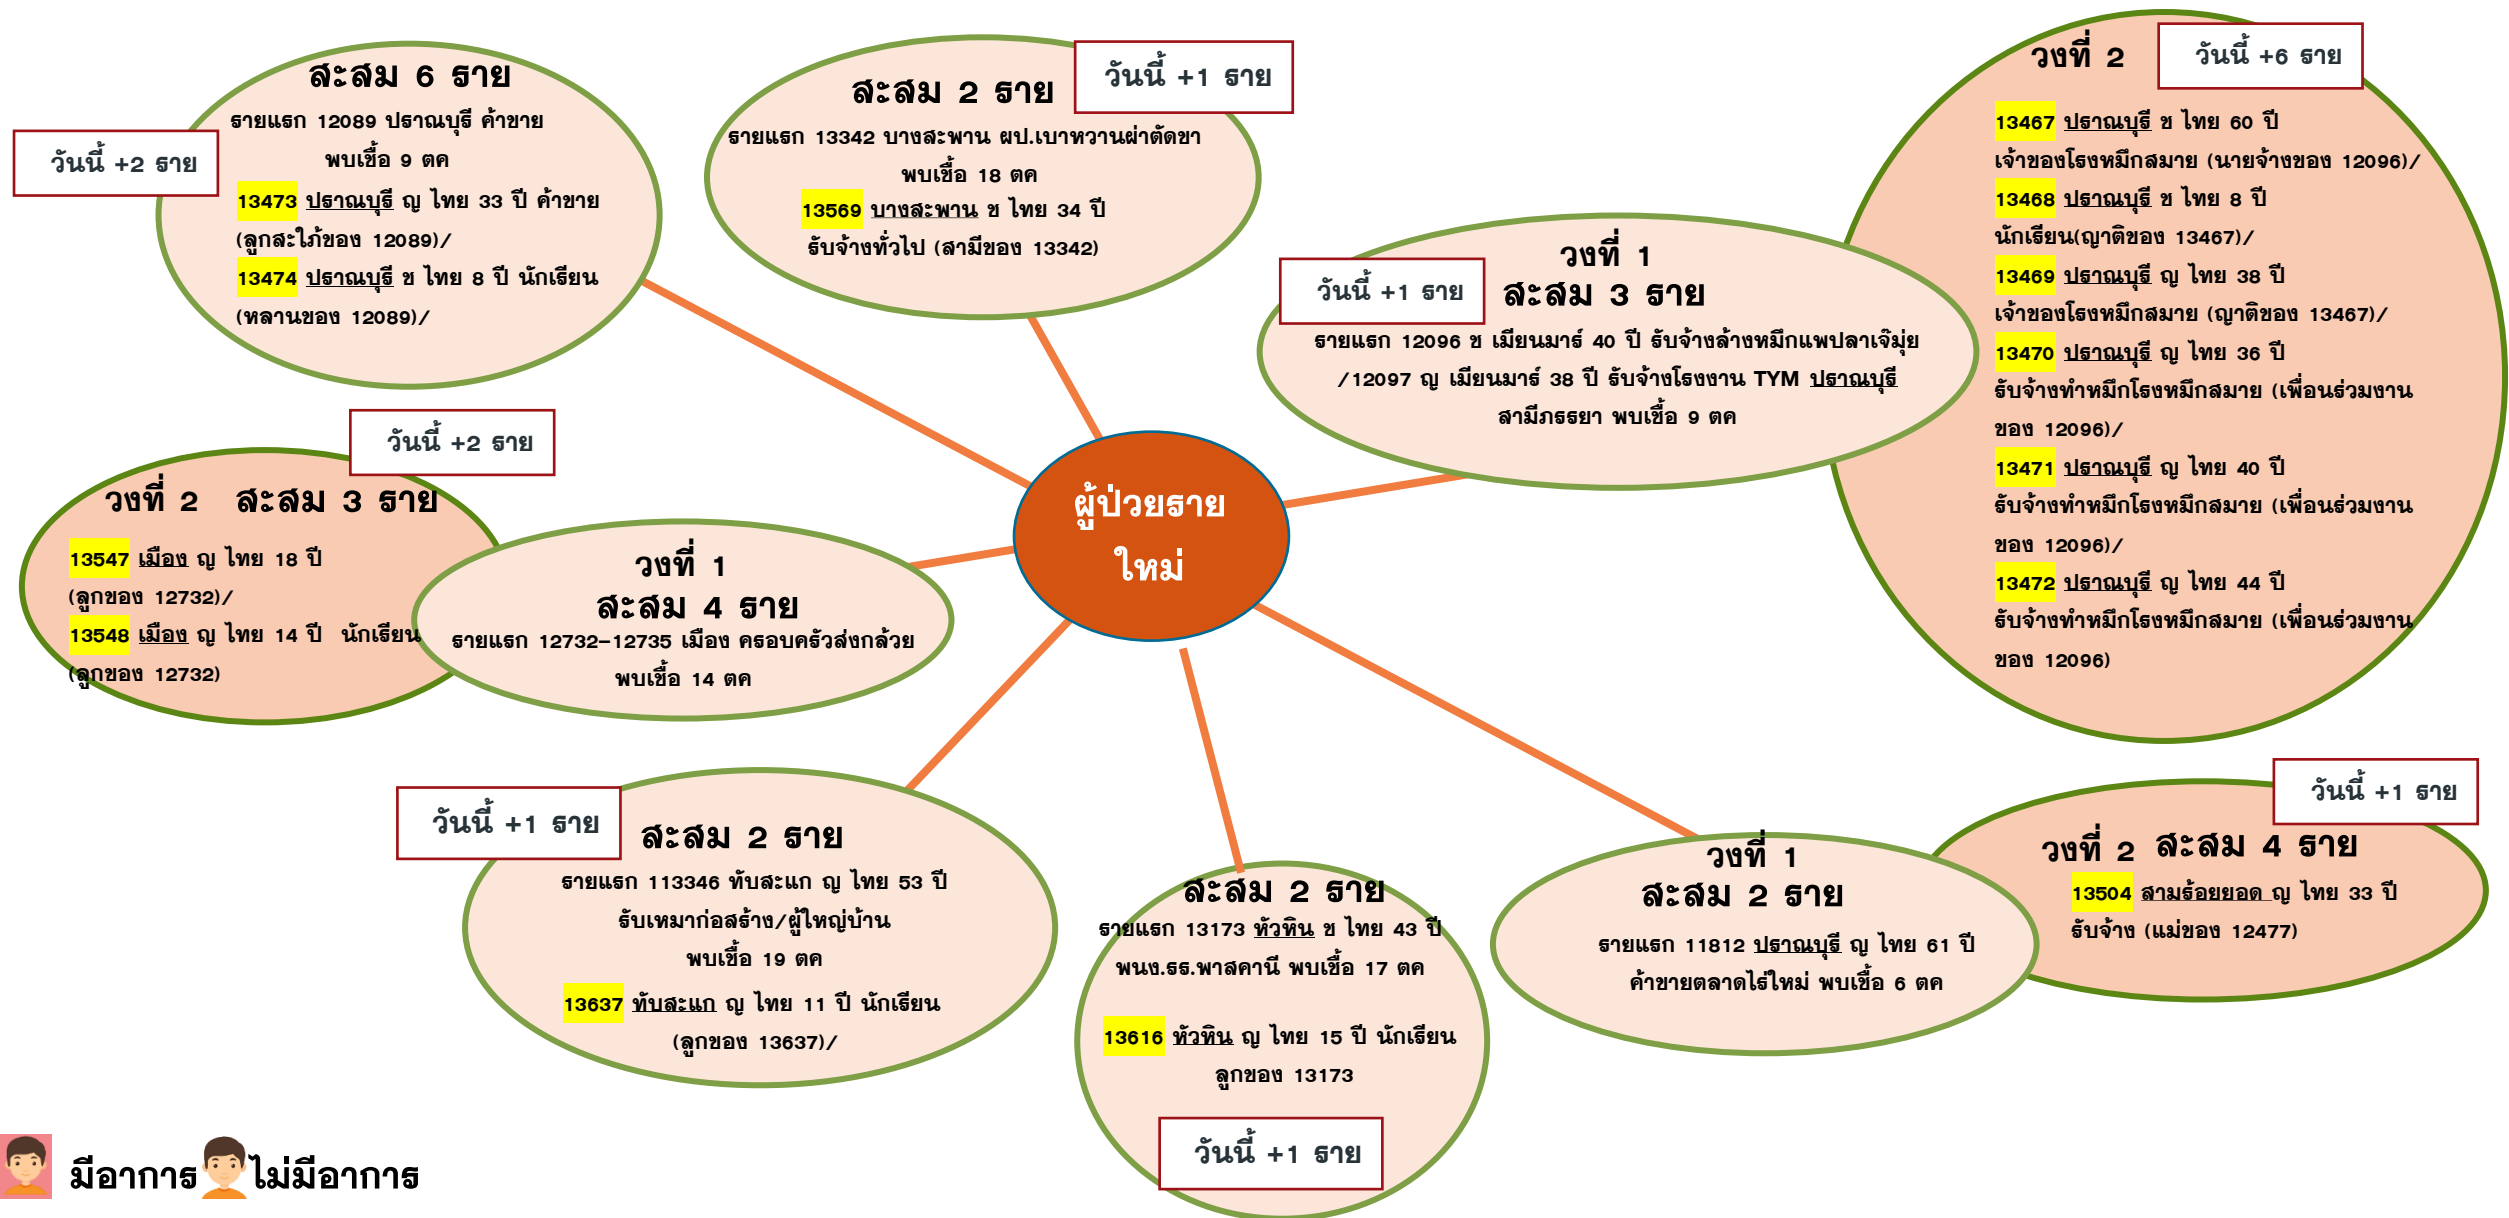 สะสม 6 ราย
รายแรก 12089 ปราณบุรี ค้าขาย
พบเชื้อ 9 ตค
วันนี้ +2 ราย
13473 ปราณบุรี ญ ไทย 33 ปี ค้าขาย
(ลูกสะใภ้ของ 12089)/
13474 ปราณบุรี ช ไทย 8 ปี นักเรียน
(หลานของ 12089)/
วันนี้ +1 ราย
สะสม 2 ราย
รายแรก 13342 บางสะพาน ผป.เบาหวานผ่าตัดขา
พบเชื้อ 18 ตค
13569 บางสะพาน ช ไทย 34 ปี
รับจ้างทั่วไป (สามีของ 13342)
วงที่ 1
วันนี้ +1 ราย
สะสม 3 ราย
รายแรก 12096 ช เมียนมาร์ 40 ปี รับจ้างล้างหมึกแพปลาเจ๊มุ่ย
/12097 ญ เมียนมาร์ 38 ปี รับจ้างโรงงาน TYM ปราณบุรี
สามีภรรยา พบเชื้อ 9 ตค
วงที่ 2
วันนี้ +6 ราย
13467 ปราณบุรี ช ไทย 60 ปี
เจ้าของโรงหมึกสมาย (นายจ้างของ 12096)/
13468 ปราณบุรี ช ไทย 8 ปี
นักเรียน(ญาติของ 13467)/
13469 ปราณบุรี ญ ไทย 38 ปี
เจ้าของโรงหมึกสมาย (ญาติของ 13467)/
13470 ปราณบุรี ญ ไทย 36 ปี
รับจ้างทำหมึกโรงหมึกสมาย (เพื่อนร่วมงาน
ของ 12096)/
13471 ปราณบุรี ญ ไทย 40 ปี
รับจ้างทำหมึกโรงหมึกสมาย (เพื่อนร่วมงาน
ของ 12096)/
13472 ปราณบุรี ญ ไทย 44 ปี
รับจ้างทำหมึกโรงหมึกสมาย (เพื่อนร่วมงาน
ของ 12096)
วันนี้ +2 ราย
วงที่ 2 สะสม 3 ราย
13547 เมือง ญ ไทย 18 ปี
(ลูกของ 12732)/
13548 เมือง ญ ไทย 14 ปี นักเรียน
(ลูกของ 12732)
วงที่ 1
สะสม 4 ราย
รายแรก 12732–12735 เมือง ครอบครัวส่งกล้วย
พบเชื้อ 14 ตค
ผู้ป่วยราย
ใหม่
วันนี้ +1 ราย
สะสม 2 ราย
รายแรก 113346 ทับสะแก ญ ไทย 53 ปี
รับเหมาก่อสร้าง/ผู้ใหญ่บ้าน
พบเชื้อ 19 ตค
13637 ทับสะแก ญ ไทย 11 ปี นักเรียน
(ลูกของ 13637)/
สะสม 2 ราย
รายแรก 13173 หัวหิน ช ไทย 43 ปี
พนง.รร.พาสคานี พบเชื้อ 17 ตค
13616 หัวหิน ญ ไทย 15 ปี นักเรียน
ลูกของ 13173
วันนี้ +1 ราย
วงที่ 1
สะสม 2 ราย
รายแรก 11812 ปราณบุรี ญ ไทย 61 ปี
ค้าขายตลาดไร่ใหม่ พบเชื้อ 6 ตค
วันนี้ +1 ราย
วงที่ 2 สะสม 4 ราย
13504 สามร้อยยอด ญ ไทย 33 ปี
รับจ้าง (แม่ของ 12477)
มีอาการ ไม่มีอาการ